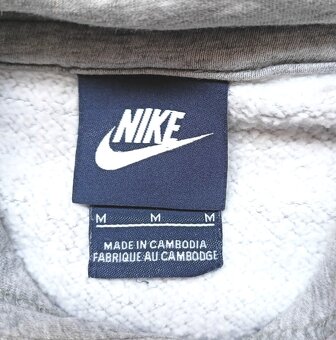 NIKE
M M M
MADE IN CAMBODIA
FABRIQUE AU CAMBODGE